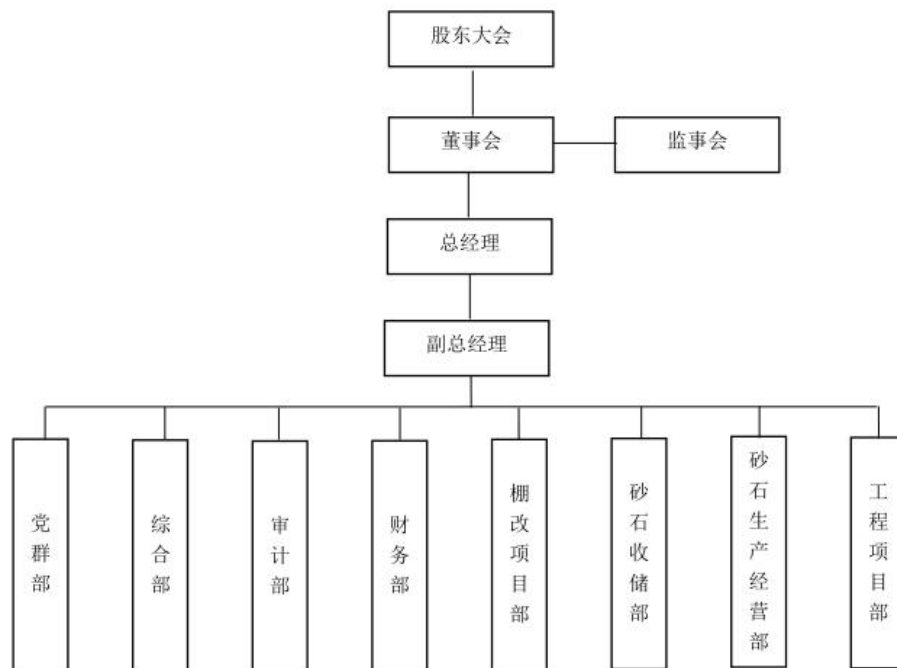 股东大会
董事会
监事会
总经理
副总经理
党群部
综合部
审计部
财务部
棚改项目部
砂石收储部
砂石生产经营部
工程项目部